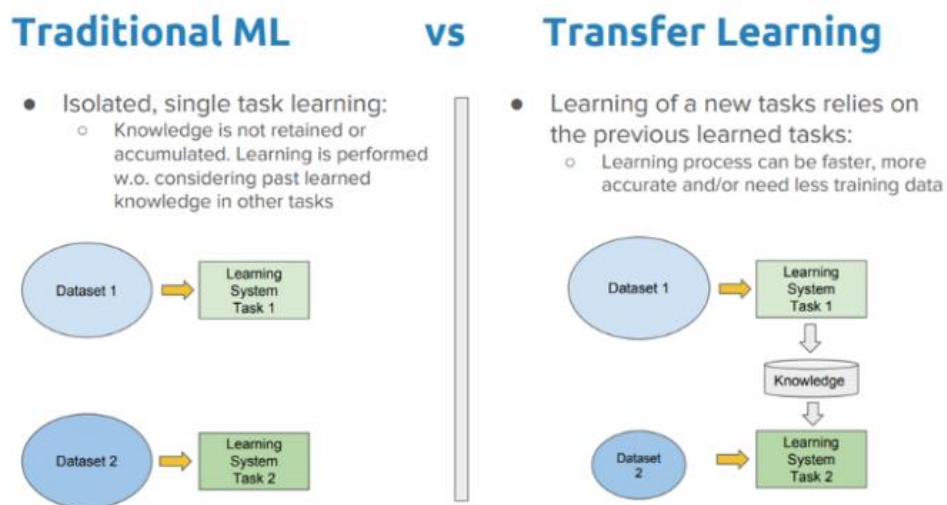 Traditional ML vs Transfer Learning
● Isolated, single task learning:
○ Knowledge is not retained or
accumulated. Learning is performed
w.o. considering past learned
knowledge in other tasks
Dataset 1
Learning
System
Task 1
Dataset 2
Learning
System
Task 2
● Learning of a new tasks relies on
the previous learned tasks:
○ Learning process can be faster, more
accurate and/or need less training data
Dataset 1
Learning
System
Task 1
Knowledge
Dataset
2
Learning
System
Task 2